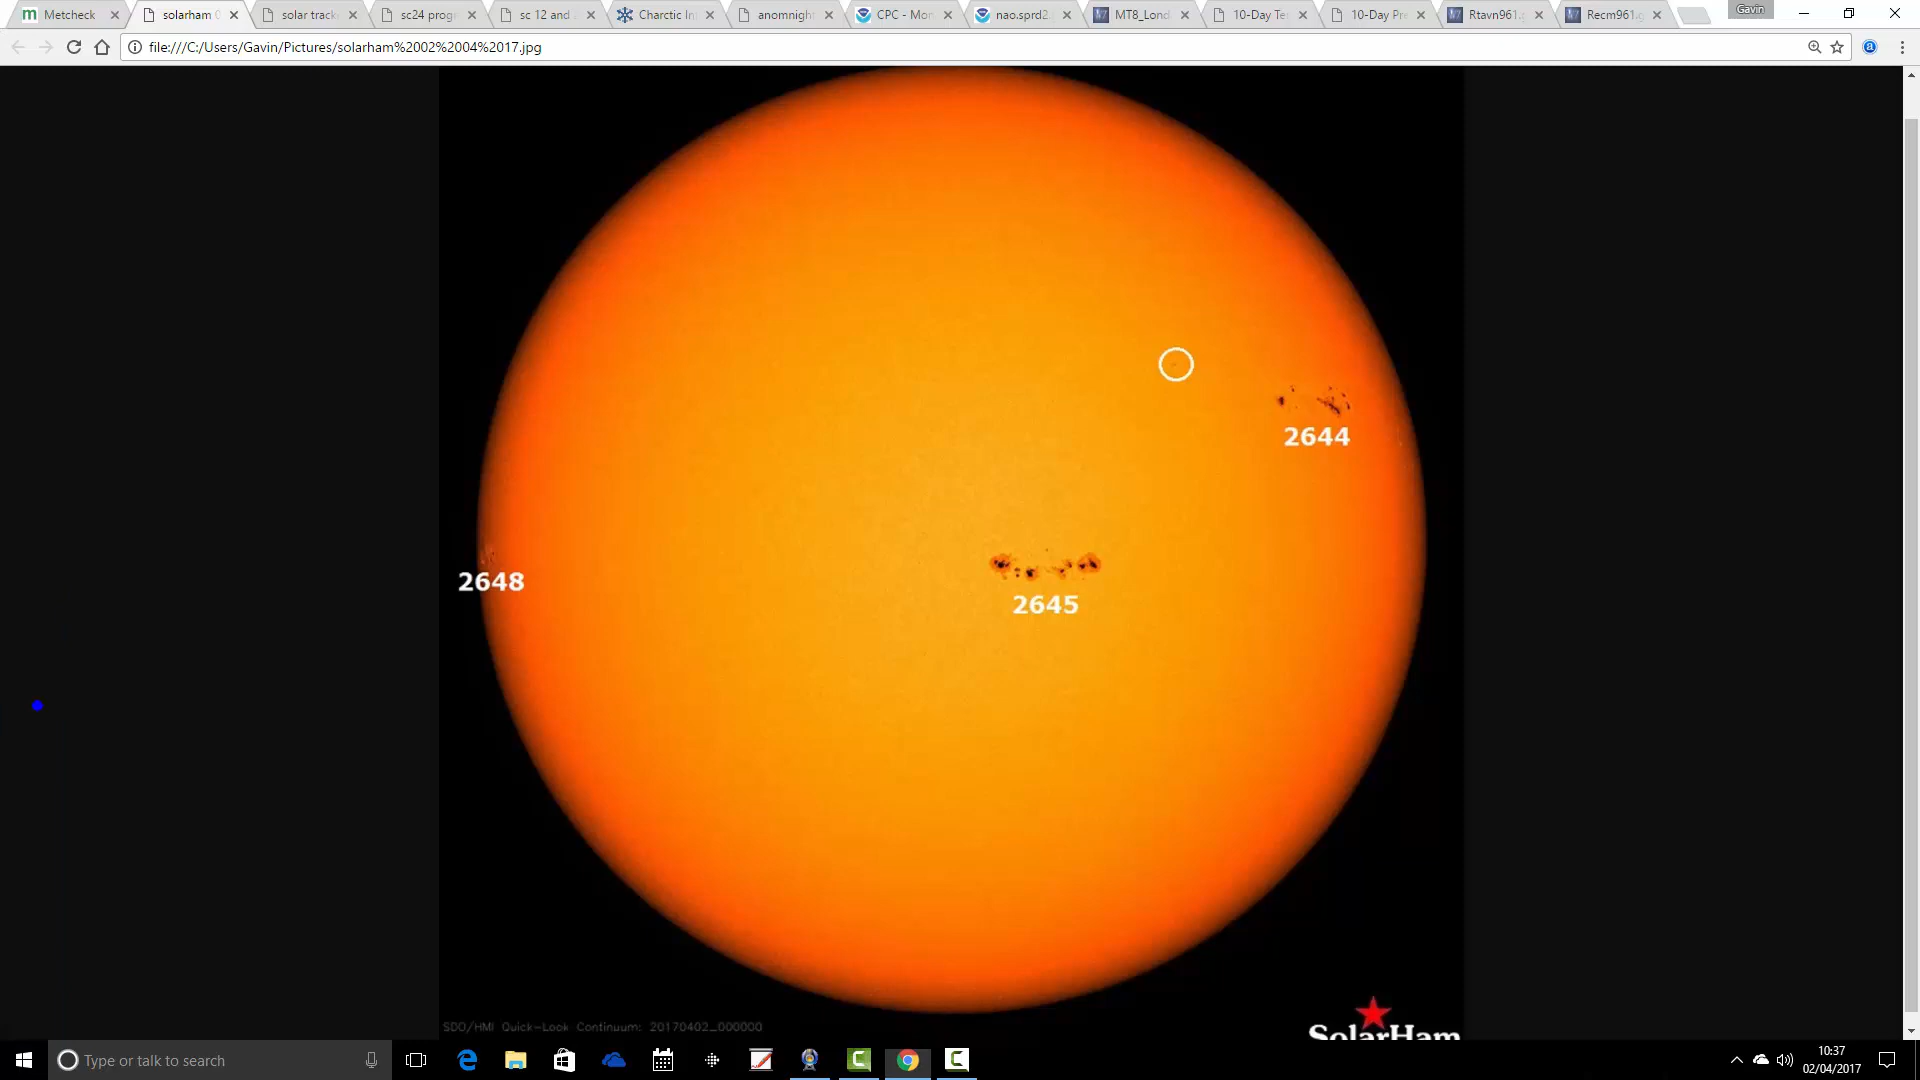 Metcheck
solarham 0
solar track
sc24 prog
sc 12 and
Charctic In
anomnight
CPC - Mon
nao.sprd2.
MT8_Lond
10-Day Te
10-Day Pre
Rtavn961.g
Recm961.g
Gavin
file:///C:/Users/Gavin/Pictures/solarham%2002%2004%2017.jpg
2644
2648
2645
SDO/HMI Quick-Look Continuum: 20170402_000000
SolarHam
Type or talk to search
10:37
02/04/2017